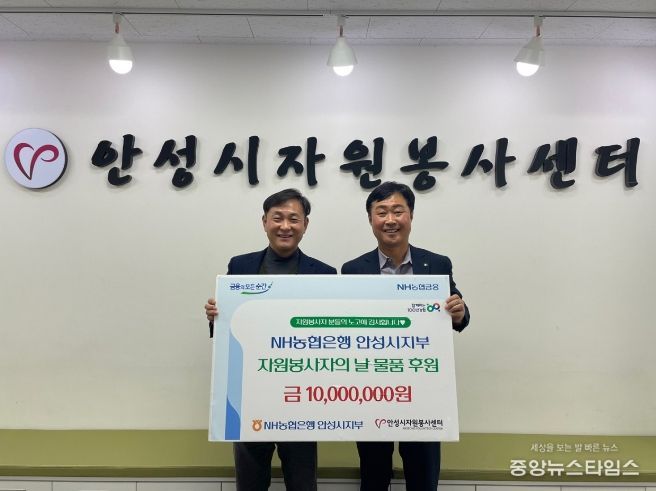 안성시자원봉사센터
금융의 모든 순간
NH농협금융
함께하는
100년 농협
자원봉사자 분들의 노고에 감사합니다♥
NH농협은행 안성시지부
자원봉사자의 날 물품 후원
금 10,000,000원
NH농협은행 안성시지부
안성시자원봉사센터
세상을 보는 발 빠른 뉴스
중앙뉴스타임스